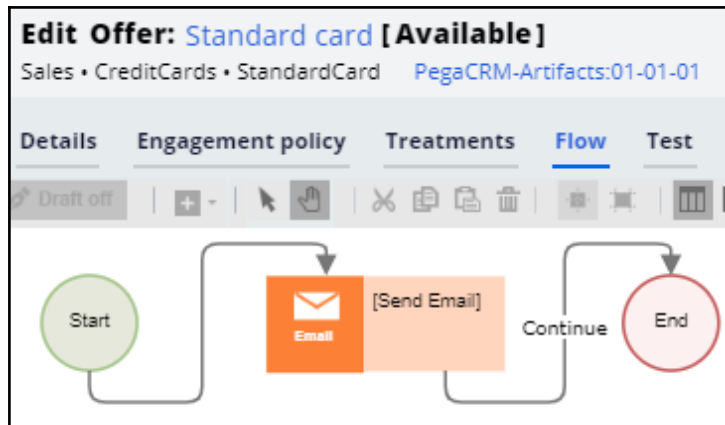 Edit Offer: Standard card [Available]
Sales • CreditCards • StandardCard PegaCRM-Artifacts:01-01-01
Details Engagement policy Treatments Flow Test
Draft off
Start
Email
[Send Email]
Continue
End